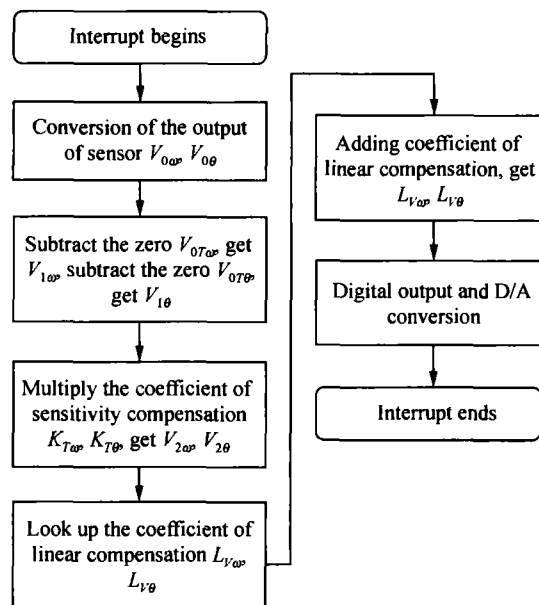 Interrupt begins
Conversion of the output
of sensor V0ω, V0θ
Subtract the zero V0Tω, get
V1ω, subtract the zero V0Tθ,
get V1θ
Multiply the coefficient of
sensitivity compensation
KTω, KTθ, get V2ω, V2θ
Look up the coefficient of
linear compensation LVω,
LVθ
Adding coefficient of
linear compensation, get
LVω, LVθ
Digital output and D/A
conversion
Interrupt ends